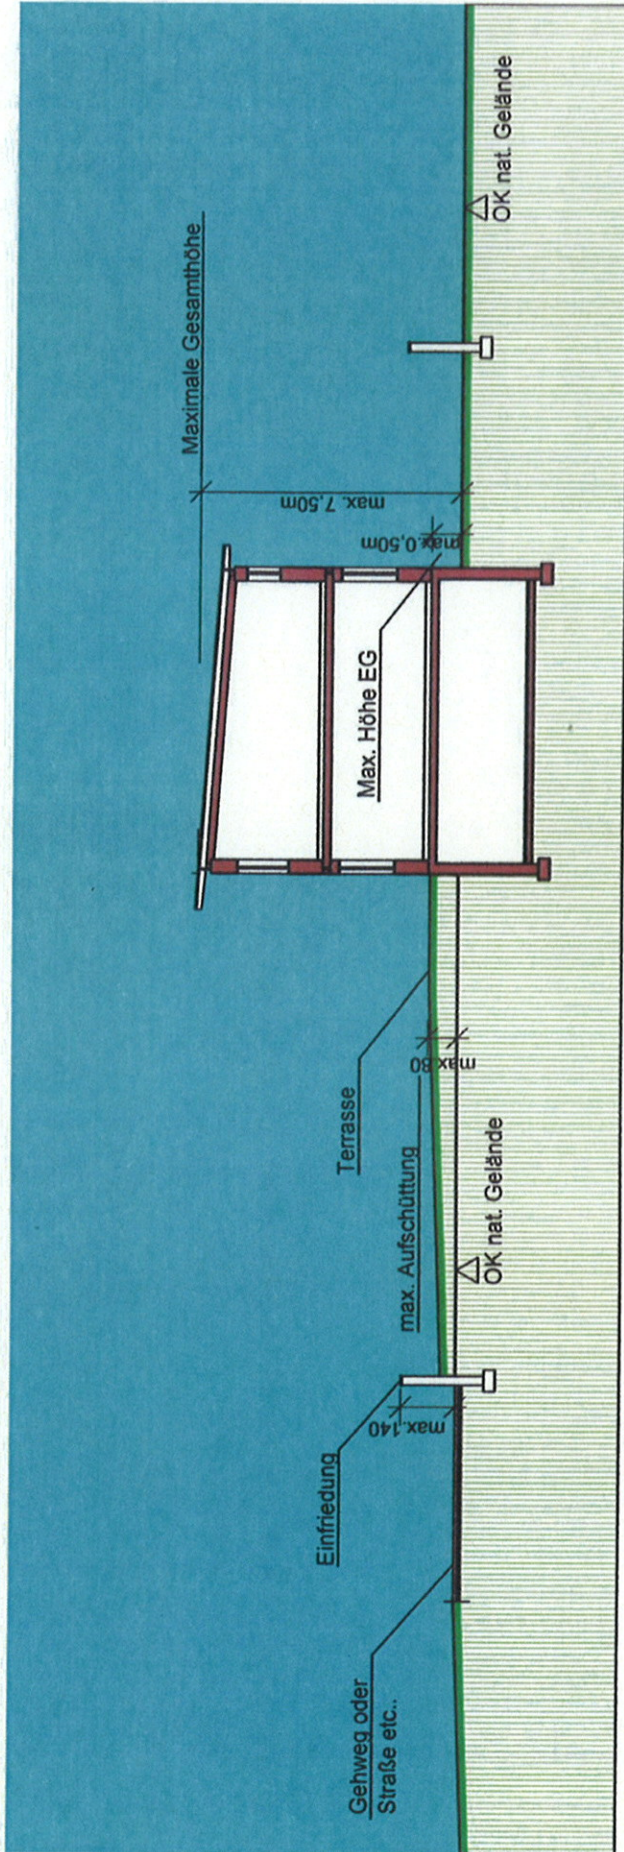 Gehweg oder
Straße etc..
Einfriedung
max.140
max. Aufschüttung
OK nat. Gelände
Terrasse
max.80
Max. Höhe EG
max.0,50m
max. 7,50m
Maximale Gesamthöhe
OK nat. Gelände